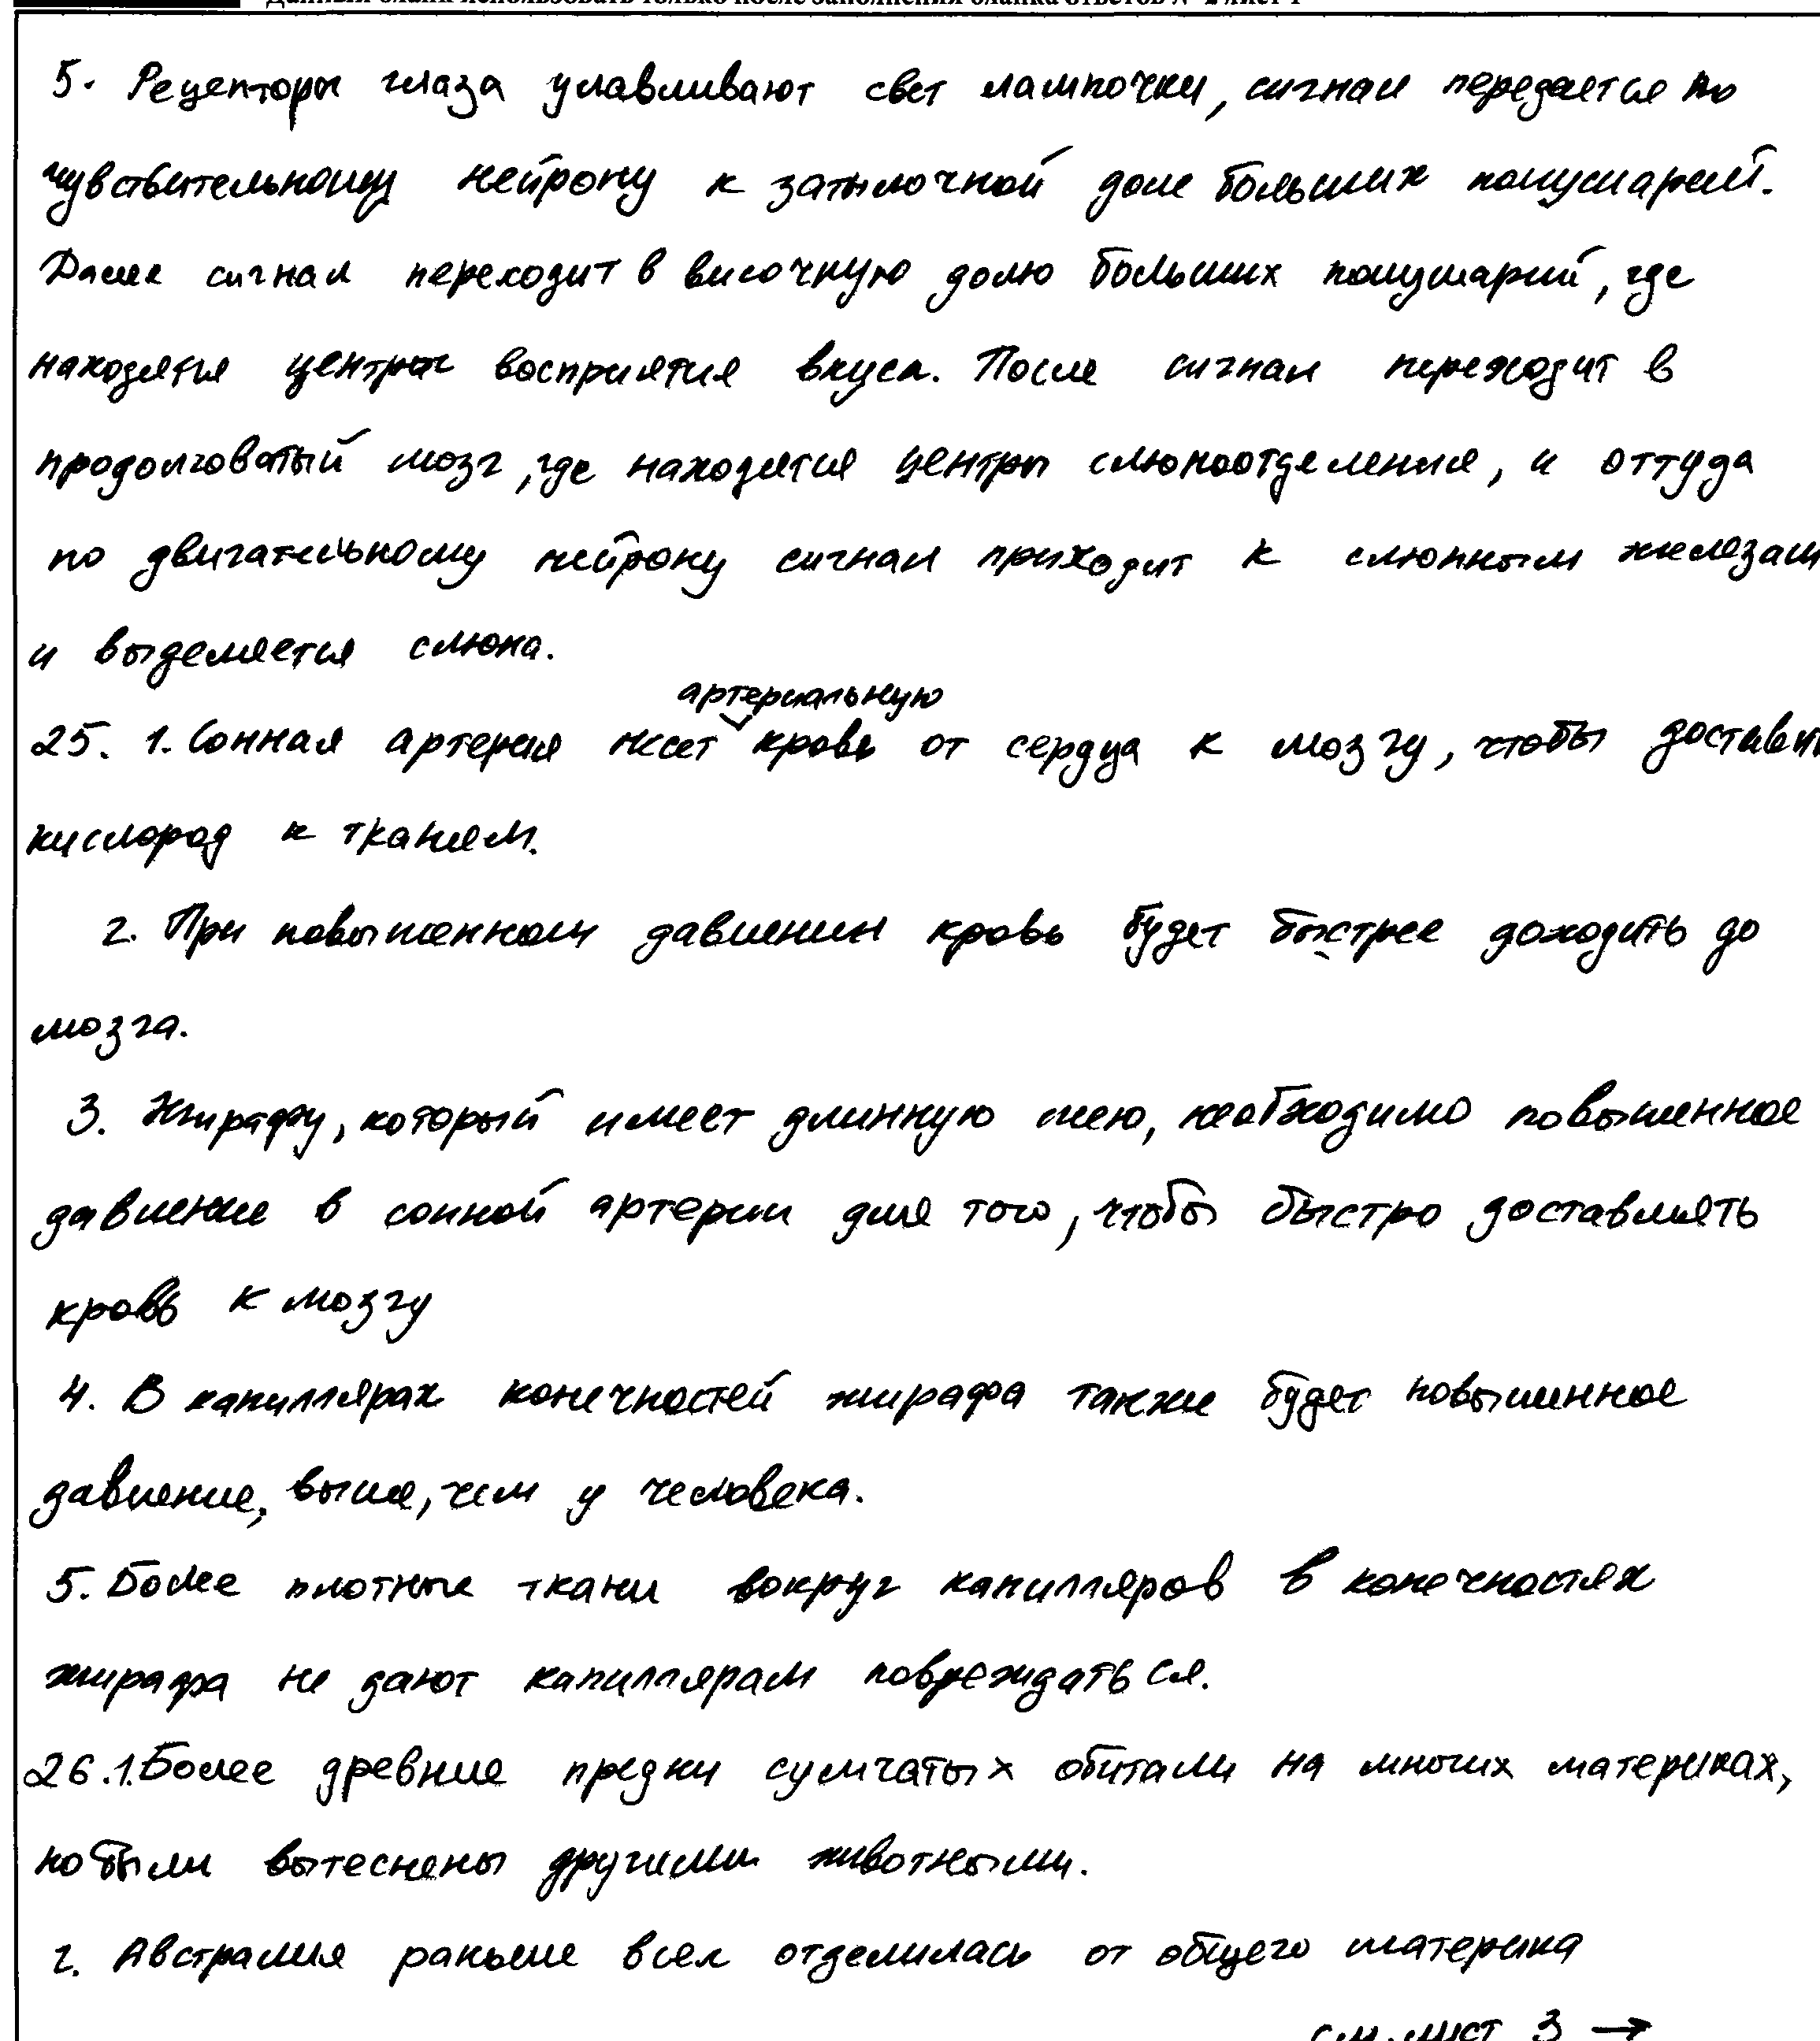 Данный бланк использовать только после заполнения бланка ответов № 2 лист 1
5. Рецепторы глаза улавливают свет лампочки, сигнал передается по
чувствительному нейрону к затылочной доле больших полушарий.
Далее сигнал переходит в височную долю больших полушарий, где
находятся центры восприятия вкуса. После сигнал переходит в
продолговатый мозг, где находятся центры слюноотделения, и оттуда
по двигательному нейрону сигнал приходит к слюнным железам
и выделяется слюна.
артериальную
25. 1. Сонная артерия несет кровь от сердца к мозгу, чтобы доставить
кислород к тканям.
2. При повышенном давлении кровь будет быстрее доходить до
мозга.
3. Жирафу, который имеет длинную шею, необходимо повышенное
давление в сонной артерии для того, чтобы быстро доставлять
кровь к мозгу
4. В капиллярах конечностей жирафа также будет повышенное
давление, выше, чем у человека.
5. Более плотные ткани вокруг капилляров в конечностях
жирафа не дают капиллярам повреждаться.
26. 1. Более древние предки сумчатых обитали на многих материках,
но были вытеснены другими животными.
2. Австралия раньше всех отделилась от общего материка
см. лист 3 →